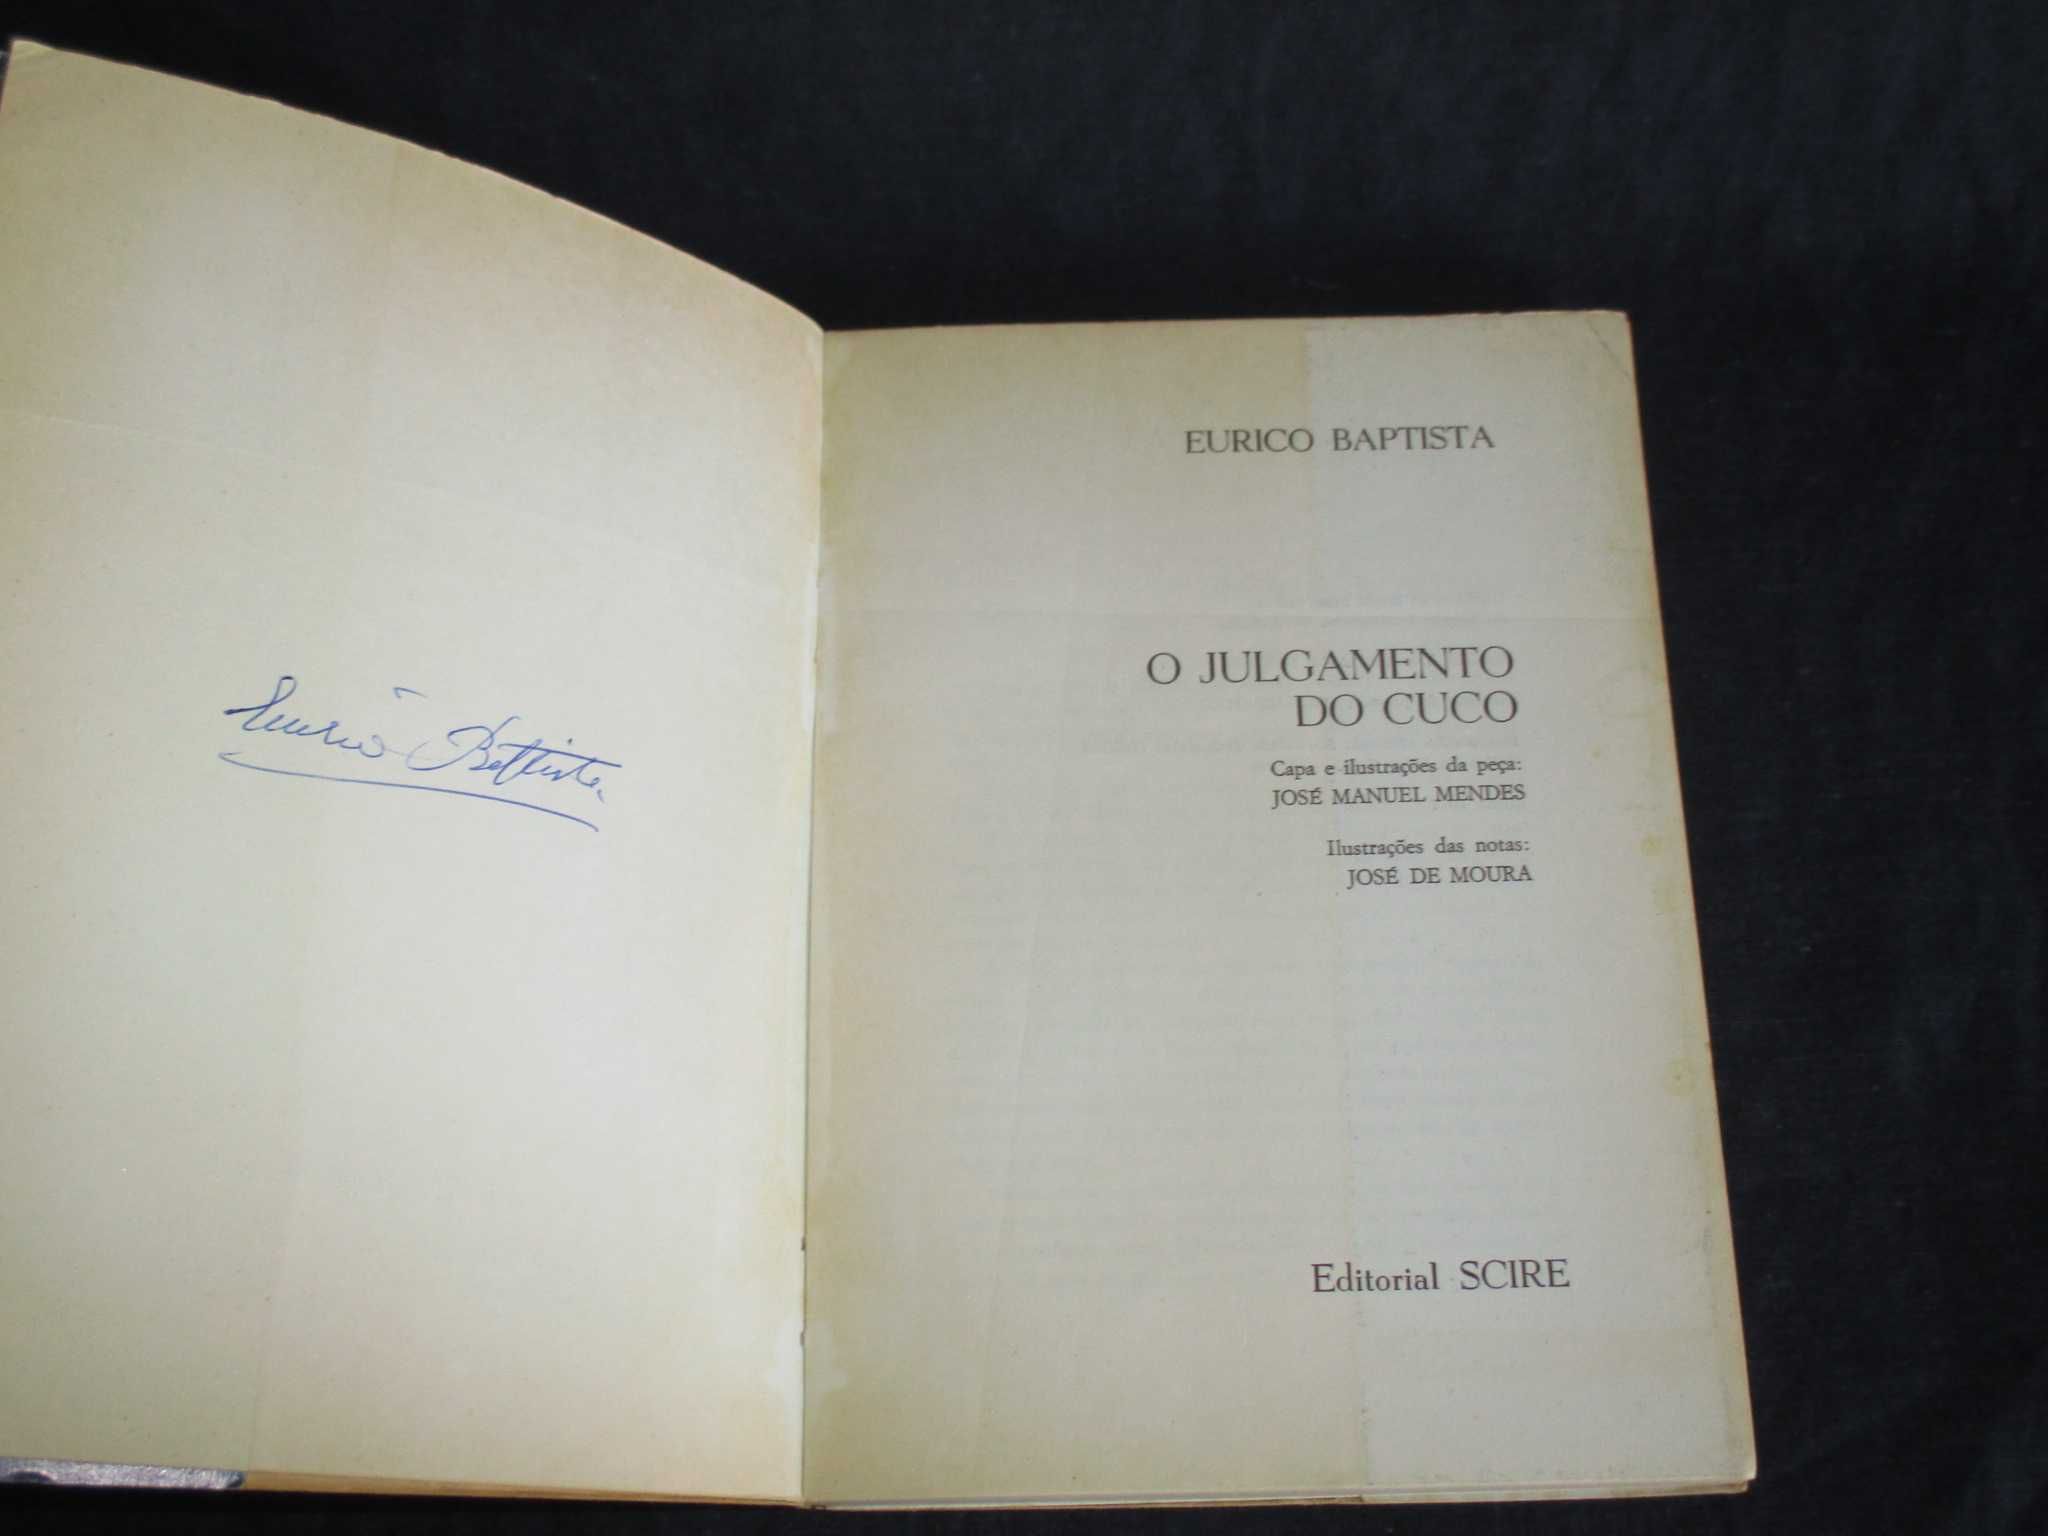 Eurico Baptista
EURICO BAPTISTA
O JULGAMENTO
DO CUCO
Capa e ilustrações da peça:
JOSÉ MANUEL MENDES
Ilustrações das notas:
JOSÉ DE MOURA
Editorial SCIRE